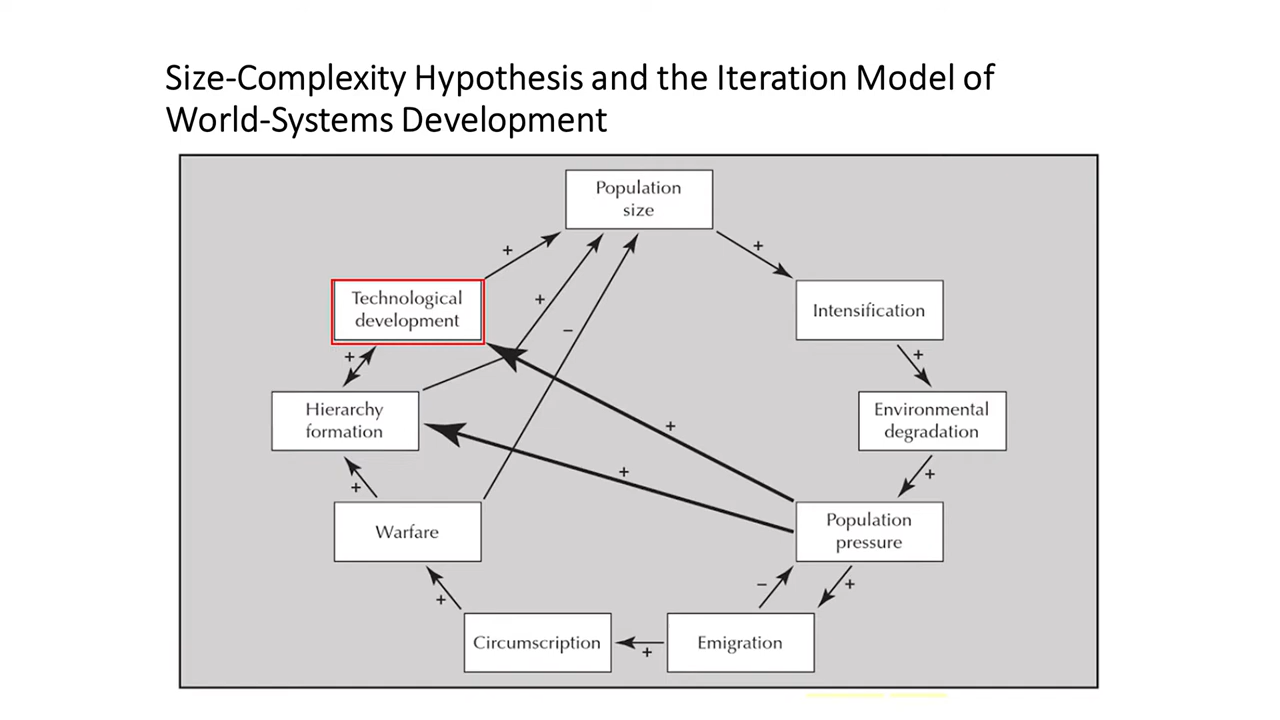 Size-Complexity Hypothesis and the Iteration Model of
World-Systems Development
Population
size
+
+
Technological
development
+
Intensification
−
+
+
Hierarchy
formation
Environmental
degradation
+
+
+
+
Warfare
Population
pressure
−
+
+
Circumscription
+
Emigration